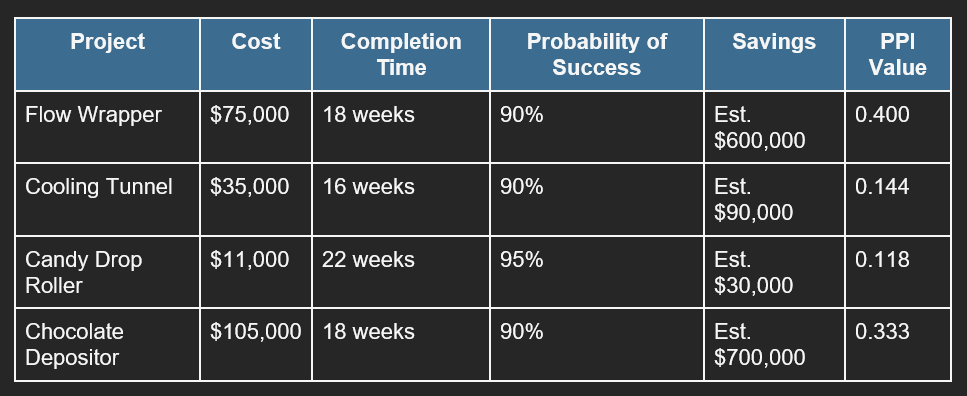 Project Cost Completion Time Probability of Success Savings PPI Value
Flow Wrapper $75,000 18 weeks 90% Est. $600,000 0.400
Cooling Tunnel $35,000 16 weeks 90% Est. $90,000 0.144
Candy Drop Roller $11,000 22 weeks 95% Est. $30,000 0.118
Chocolate Depositor $105,000 18 weeks 90% Est. $700,000 0.333